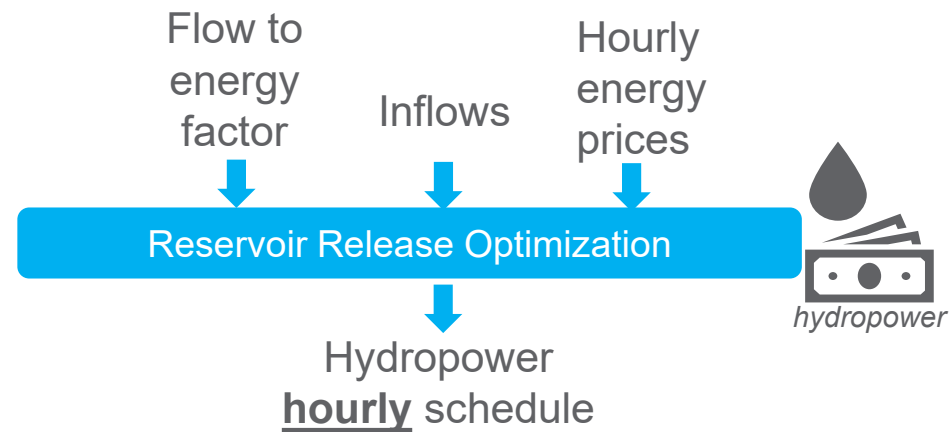 Flow to
energy
factor
Inflows
Hourly
energy
prices
Reservoir Release Optimization
hydropower
Hydropower
hourly schedule